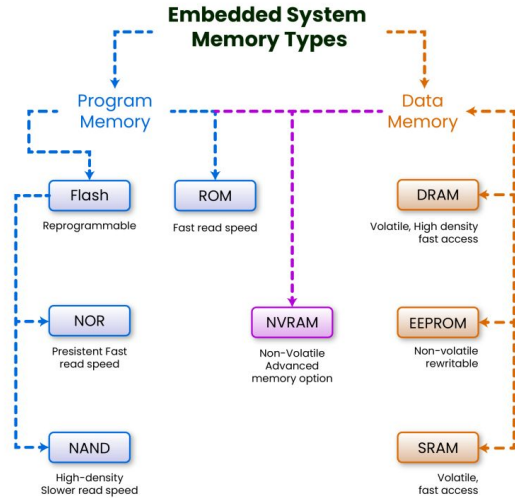 Embedded System
Memory Types
Program
Memory
Data
Memory
Flash
Reprogrammable
ROM
Fast read speed
DRAM
Volatile, High density
fast access
NOR
Presistent Fast
read speed
NVRAM
Non-Volatile
Advanced
memory option
EEPROM
Non-volatile
rewritable
NAND
High-density
Slower read speed
SRAM
Volatile,
fast access